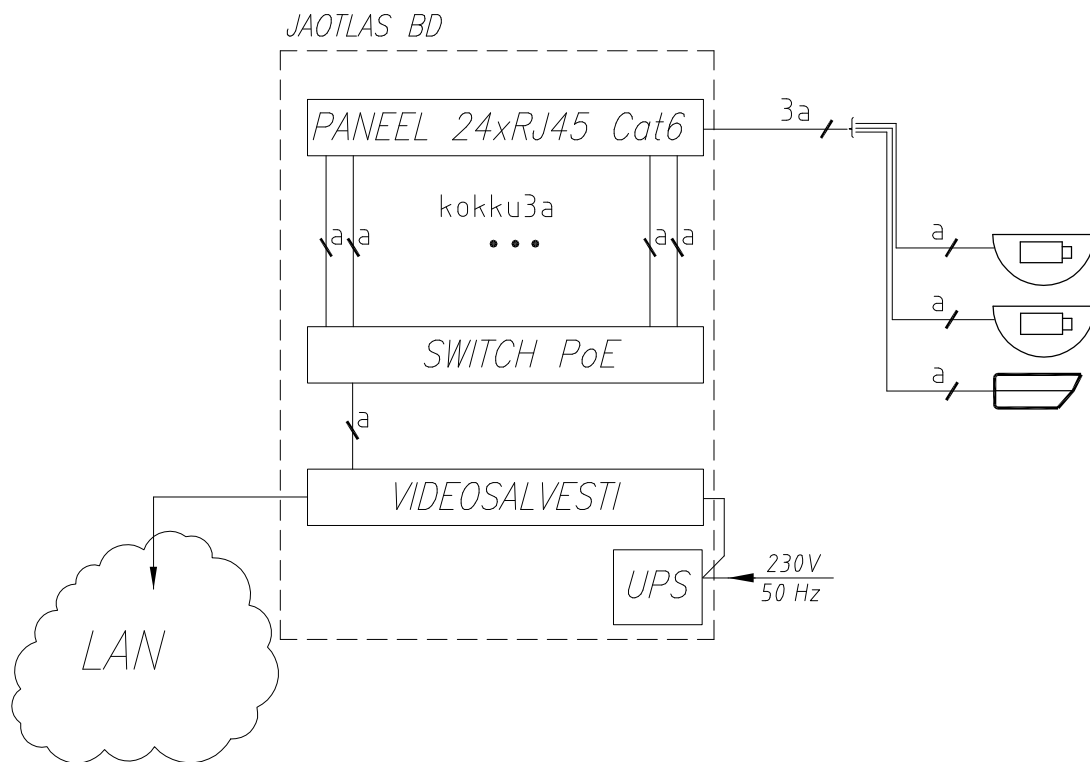 JAOTLAS BD
PANEEL 24xRJ45 Cat6
3a
kokku3a
a
a
a
a
a
a
a
SWITCH PoE
a
VIDEOSALVESTI
UPS
230V
50 Hz
LAN